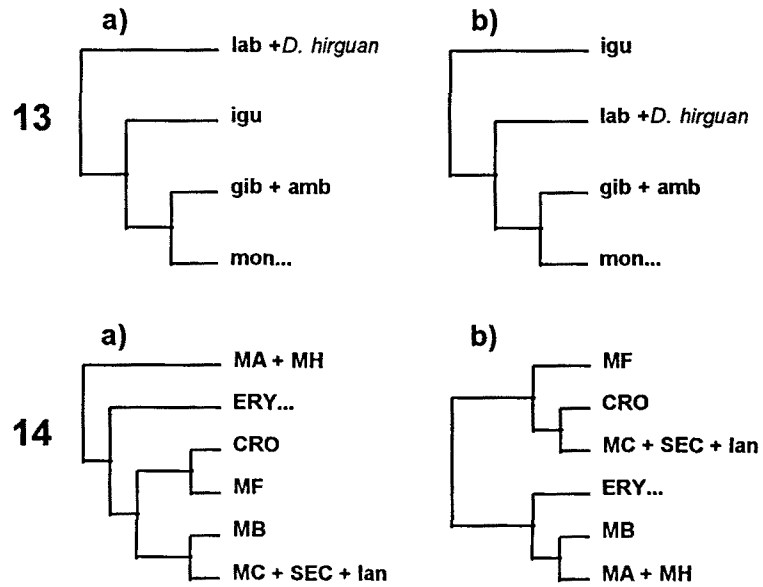 13
a)
lab + D. hirguan
igu
gib + amb
mon...
b)
igu
lab + D. hirguan
gib + amb
mon...
14
a)
MA + MH
ERY...
CRO
MF
MB
MC + SEC + lan
b)
MF
CRO
MC + SEC + lan
ERY...
MB
MA + MH